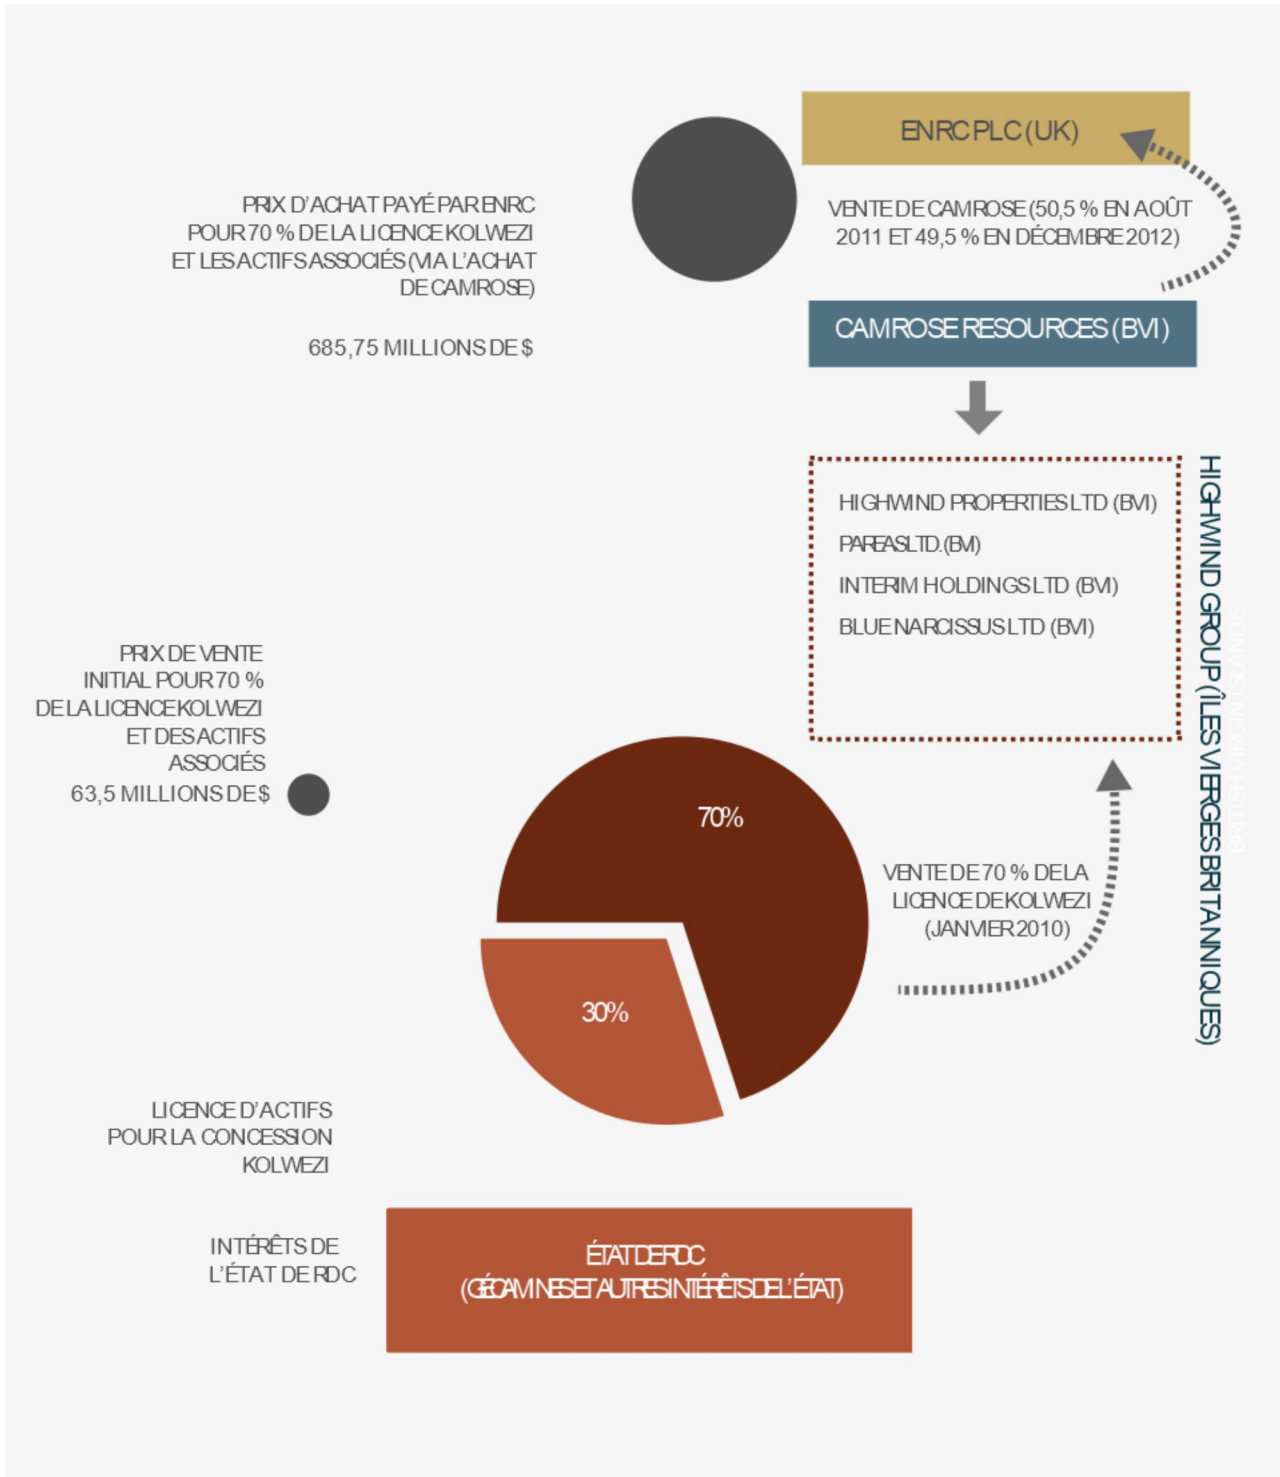 ENRC PLC (UK)
PRIX D'ACHAT PAYÉ PAR ENRC
POUR 70 % DE LA LICENCE KOLWEZI
ET LES ACTIFS ASSOCIÉS (VIA L'ACHAT
DE CAMROSE)
685,75 MILLIONS DE $
VENTE DE CAMROSE (50,5 % EN AOÛT
2011 ET 49,5 % EN DÉCEMBRE 2012)
CAMROSE RESOURCES (BVI)
HIGHWIND PROPERTIES LTD (BVI)
PAREAS LTD. (BVI)
INTERIM HOLDINGS LTD (BVI)
BLUE NARCISSUS LTD (BVI)
HIGHWIND GROUP (ÎLES VIERGES BRITANNIQUES)
BRITISH VIRGIN ISLANDS
PRIX DE VENTE
INITIAL POUR 70 %
DE LA LICENCE KOLWEZI
ET DES ACTIFS
ASSOCIÉS
63,5 MILLIONS DE $
70%
30%
VENTE DE 70 % DE LA
LICENCE DE KOLWEZI
(JANVIER 2010)
LICENCE D'ACTIFS
POUR LA CONCESSION
KOLWEZI
INTÉRÊTS DE
L'ÉTAT DE RDC
ÉTAT DE RDC
(GÉCAMINES ET AUTRES INTÉRÊTS DE L'ÉTAT)